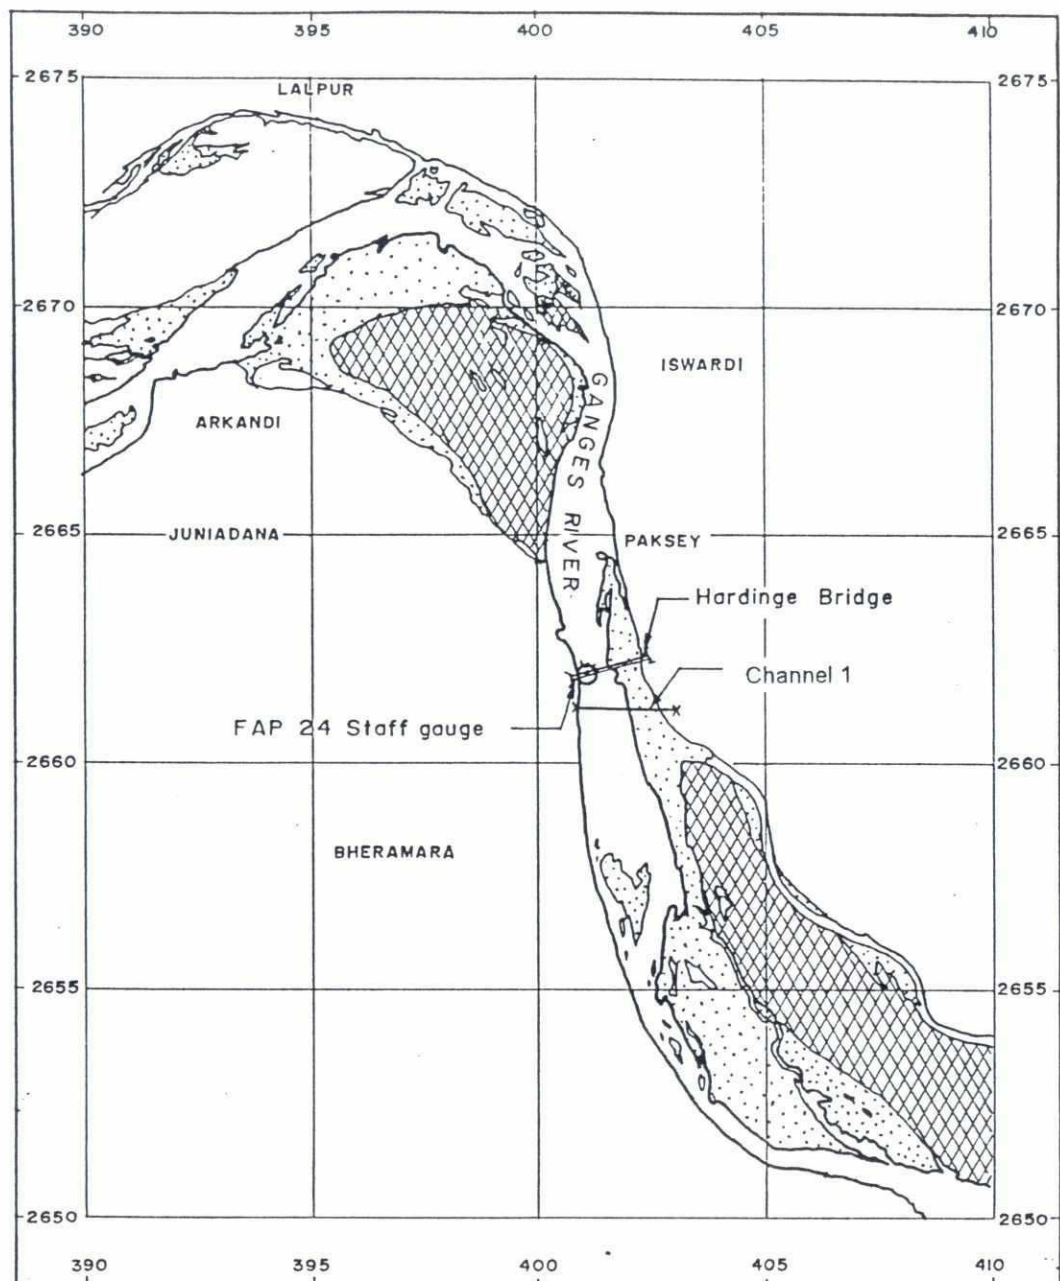 390 395 400 405 410
2675 2675
LALPUR
2670 2670
ISWARDI
ARKANDI
GANGES RIVER
2665 2665
JUNIADANA
PAKSEY
Hardinge Bridge
Channel 1
FAP 24 Staff gauge
2660 2660
BHERAMARA
2655 2655
2650 2650
390 395 400 405 410